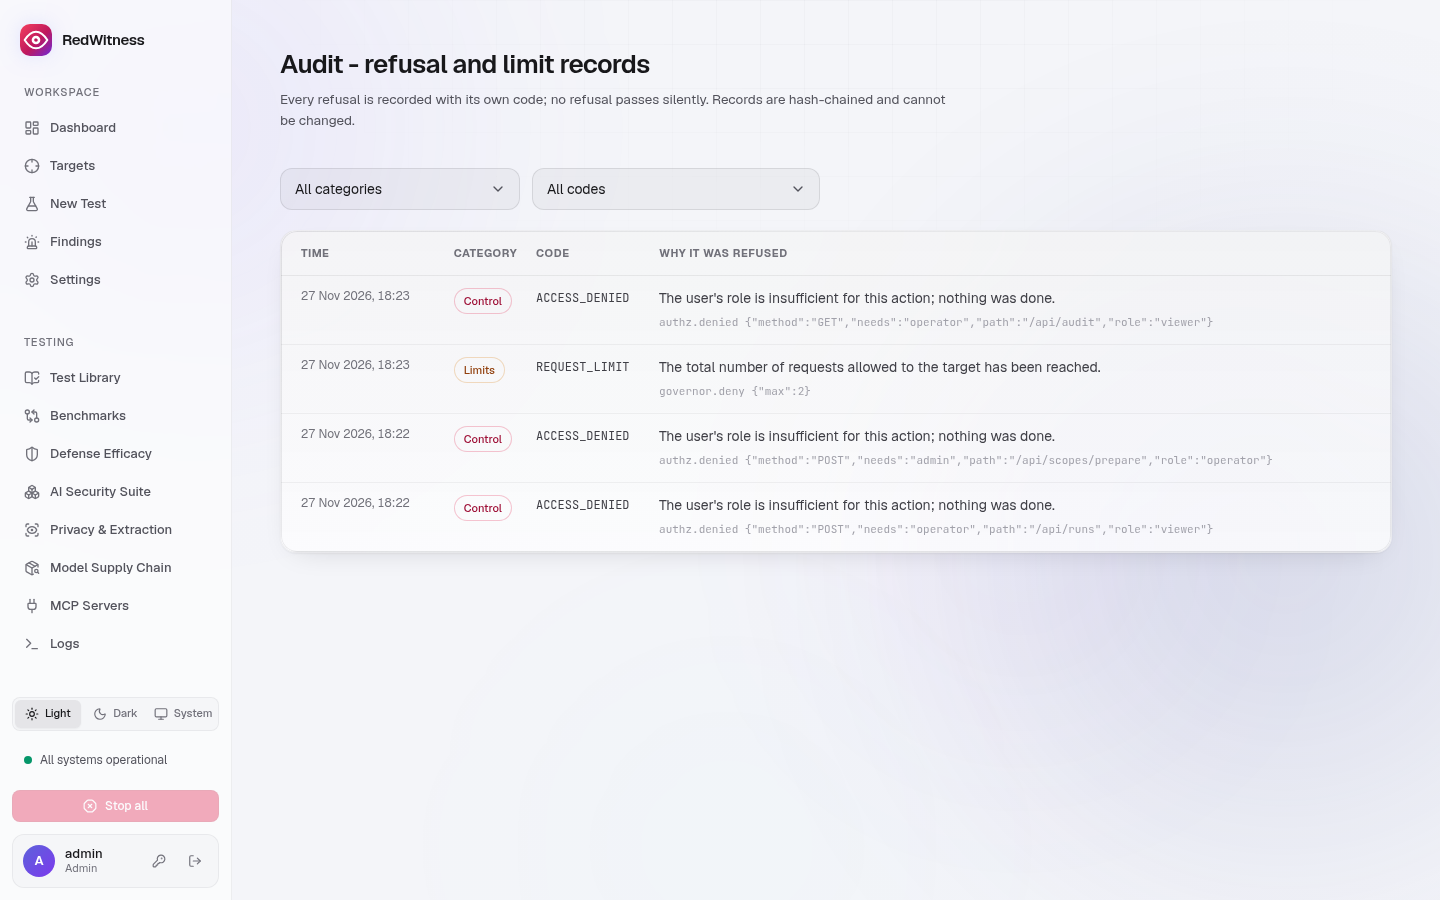 RedWitness
WORKSPACE
Dashboard
Targets
New Test
Findings
Settings
TESTING
Test Library
Benchmarks
Defense Efficacy
AI Security Suite
Privacy & Extraction
Model Supply Chain
MCP Servers
Logs
Light Dark System
All systems operational
Stop all
A
admin
Admin
Audit - refusal and limit records
Every refusal is recorded with its own code; no refusal passes silently. Records are hash-chained and cannot
be changed.
All categories All codes
TIME CATEGORY CODE WHY IT WAS REFUSED
27 Nov 2026, 18:23 Control ACCESS_DENIED The user's role is insufficient for this action; nothing was done.
authz.denied {"method":"GET","needs":"operator","path":"/api/audit","role":"viewer"}
27 Nov 2026, 18:23 Limits REQUEST_LIMIT The total number of requests allowed to the target has been reached.
governor.deny {"max":2}
27 Nov 2026, 18:22 Control ACCESS_DENIED The user's role is insufficient for this action; nothing was done.
authz.denied {"method":"POST","needs":"admin","path":"/api/scopes/prepare","role":"operator"}
27 Nov 2026, 18:22 Control ACCESS_DENIED The user's role is insufficient for this action; nothing was done.
authz.denied {"method":"POST","needs":"operator","path":"/api/runs","role":"viewer"}